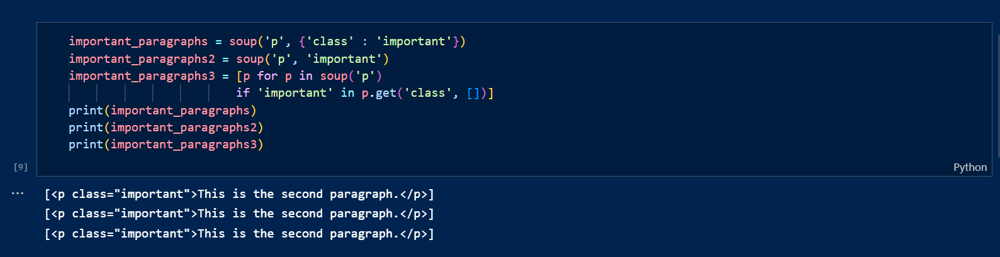 important_paragraphs = soup('p', {'class' : 'important'})
important_paragraphs2 = soup('p', 'important')
important_paragraphs3 = [p for p in soup('p')
                        if 'important' in p.get('class', [])]
print(important_paragraphs)
print(important_paragraphs2)
print(important_paragraphs3)
[9]
Python
...
[<p class="important">This is the second paragraph.</p>]
[<p class="important">This is the second paragraph.</p>]
[<p class="important">This is the second paragraph.</p>]